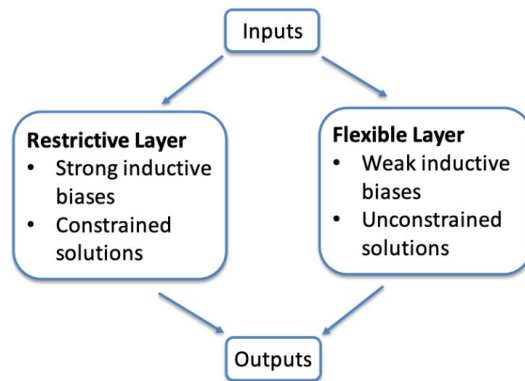 Inputs
Restrictive Layer
• Strong inductive
biases
• Constrained
solutions
Flexible Layer
• Weak inductive
biases
• Unconstrained
solutions
Outputs